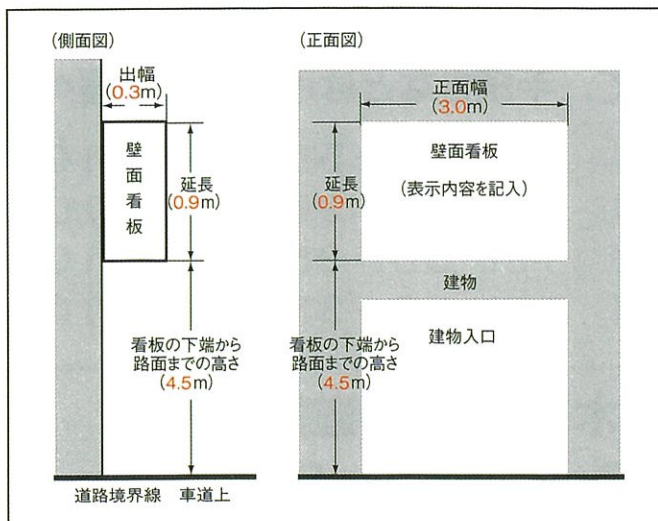 （側面図）
出幅
（0.3m）
壁面看板
延長
（0.9m）
看板の下端から
路面までの高さ
（4.5m）
道路境界線　車道上
（正面図）
正面幅
（3.0m）
壁面看板
（表示内容を記入）
延長
（0.9m）
建物
建物入口
看板の下端から
路面までの高さ
（4.5m）